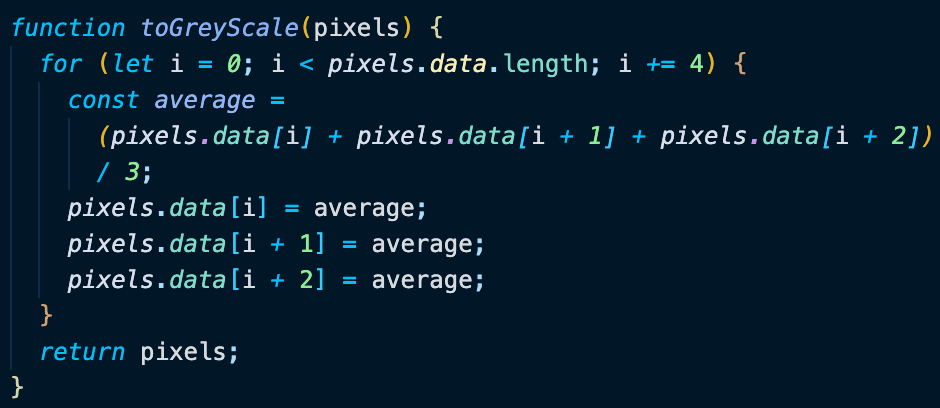 function toGreyScale(pixels) {
  for (let i = 0; i < pixels.data.length; i += 4) {
    const average =
      (pixels.data[i] + pixels.data[i + 1] + pixels.data[i + 2])
      / 3;
    pixels.data[i] = average;
    pixels.data[i + 1] = average;
    pixels.data[i + 2] = average;
  }
  return pixels;
}